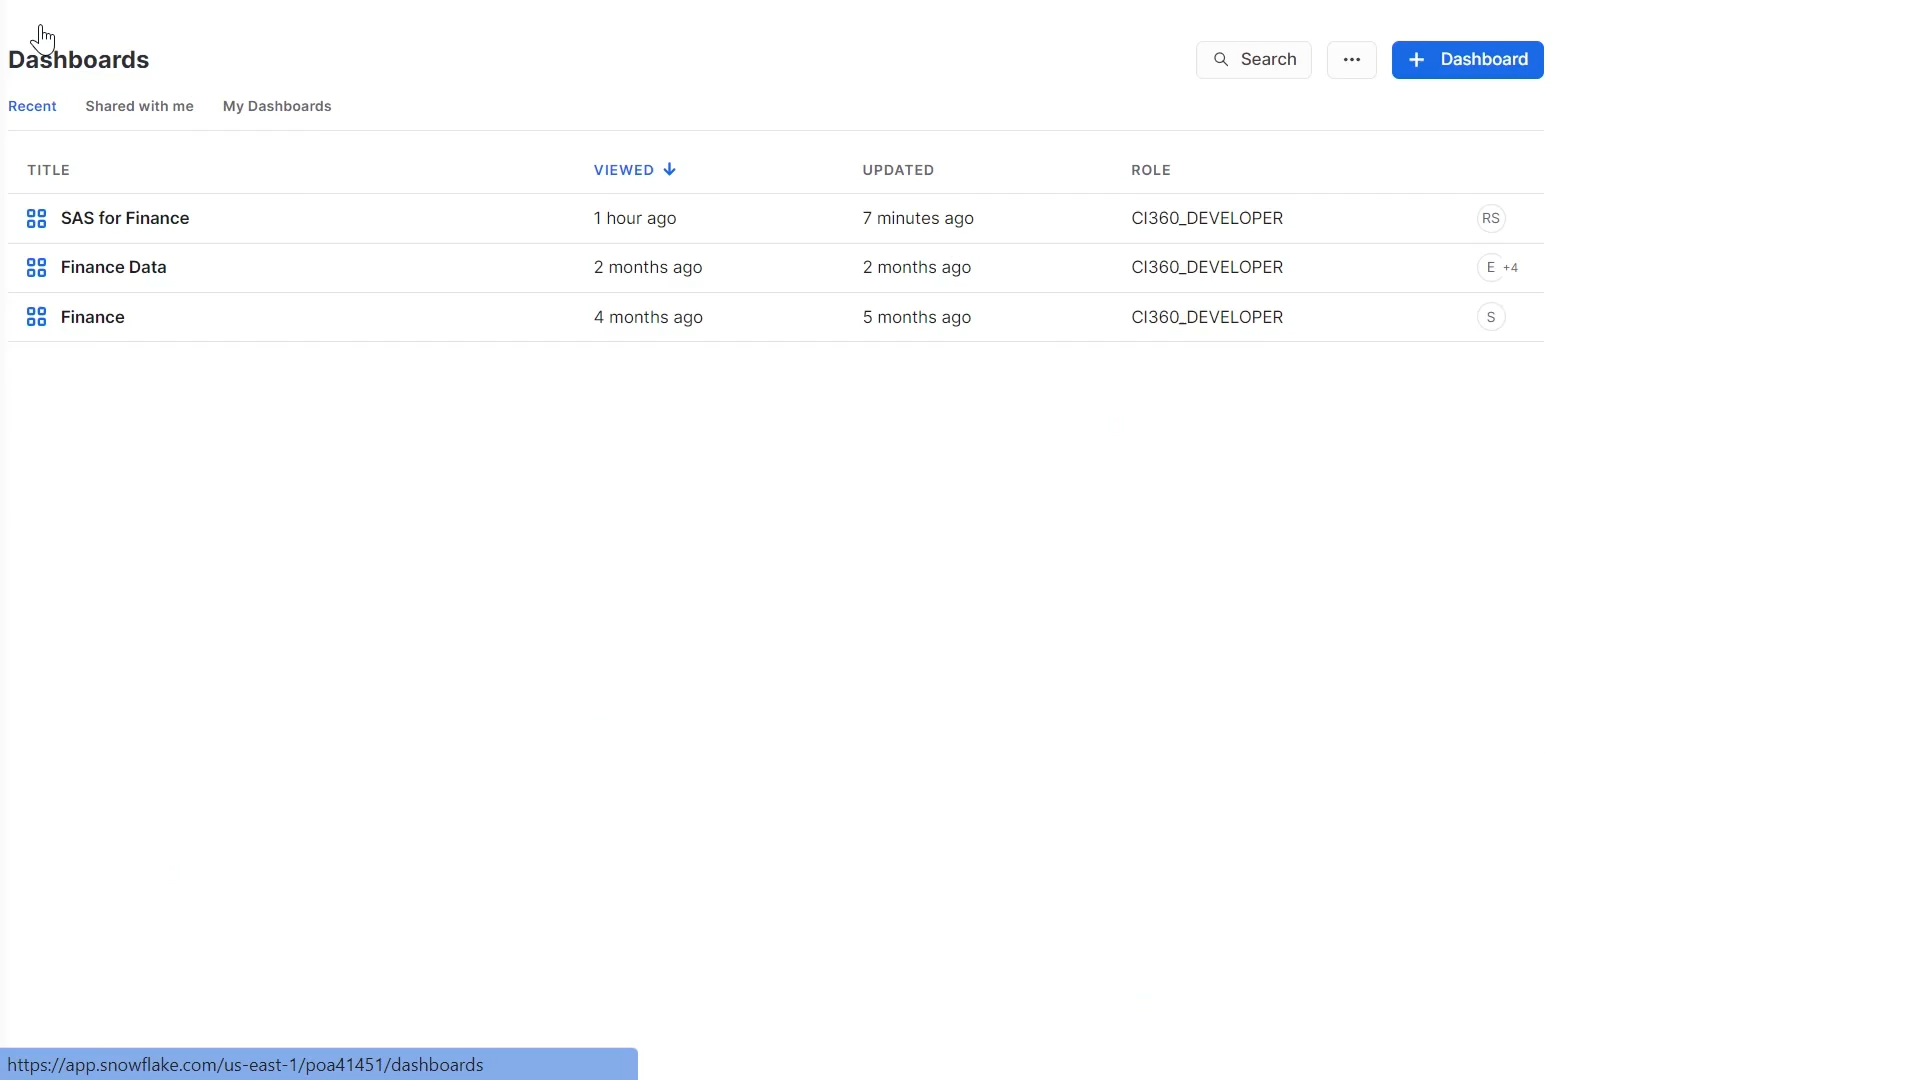 Dashboards
Search
Dashboard
Recent Shared with me My Dashboards
TITLE VIEWED UPDATED ROLE
SAS for Finance 1 hour ago 7 minutes ago CI360_DEVELOPER RS
Finance Data 2 months ago 2 months ago CI360_DEVELOPER E +4
Finance 4 months ago 5 months ago CI360_DEVELOPER S
https://app.snowflake.com/us-east-1/poa41451/dashboards